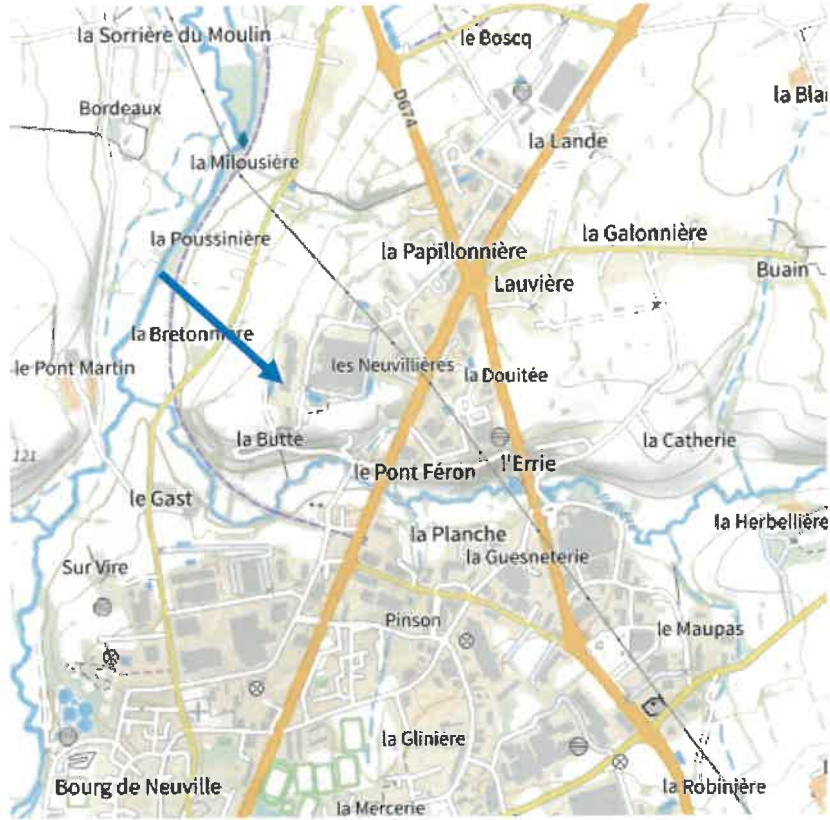 la Sorrière du Moulin
le Boscq
la Bla
Bordeaux
D674
la Lande
la Milousière
la Poussinière
la Galonnière
la Papillonnière
Buain
Lauvière
la Bretonnière
le Pont Martin
les Neuvillières
la Douitée
la Butte
la Catherie
121
le Pont Féron
l'Errie
le Gast
la Planche
la Herbellière
la Guesneterie
Sur Vire
Pinson
le Maupas
la Glinière
Bourg de Neuville
la Robinière
la Mercerie